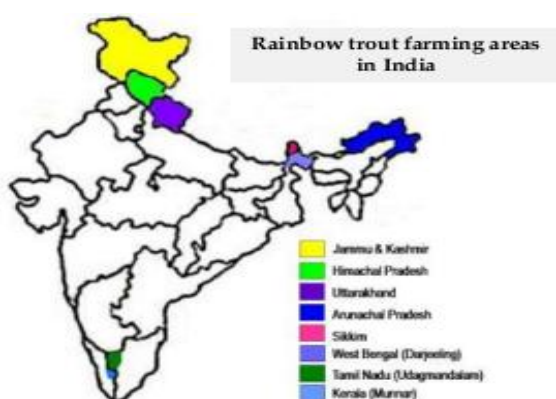 Rainbow trout farming areas
in India
Jammu & Kashmir
Himachal Pradesh
Uttarakhand
Arunachal Pradesh
Sikkim
West Bengal (Darjeeling)
Tamil Nadu (Udagmandalam)
Kerala (Munnar)